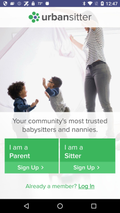 12:47
urbansitter
Your community's most trusted
babysitters and nannies.
I am a
Parent
Sign Up >
I am a
Sitter
Sign Up >
Already a member? Log In